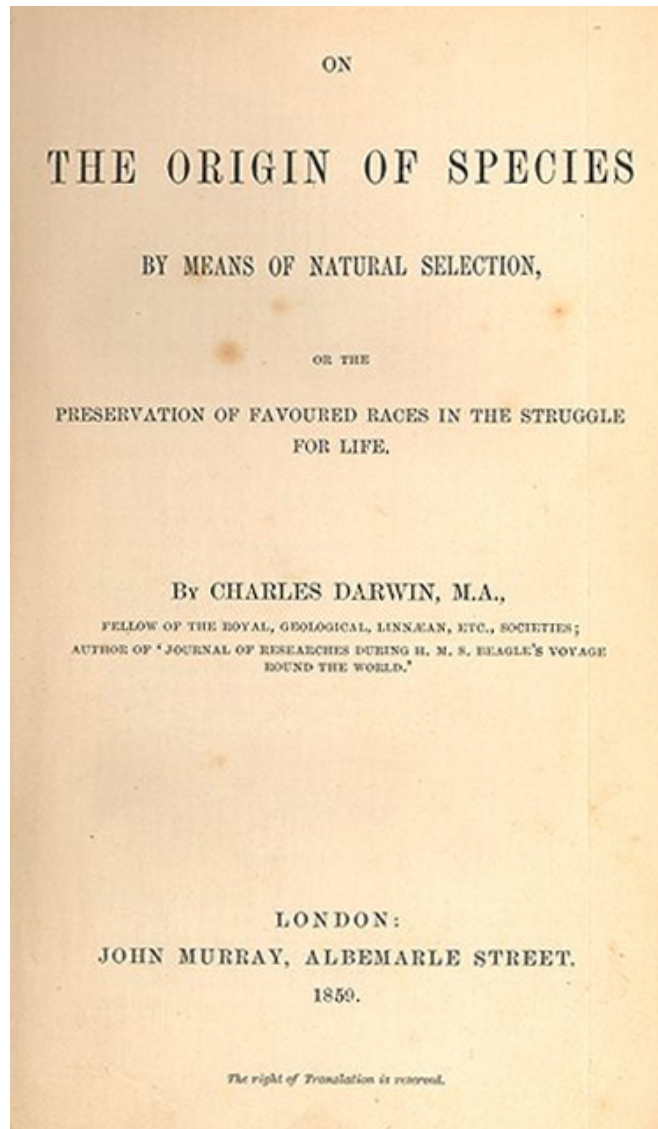 ON
THE ORIGIN OF SPECIES
BY MEANS OF NATURAL SELECTION,
OR THE
PRESERVATION OF FAVOURED RACES IN THE STRUGGLE
FOR LIFE.
By CHARLES DARWIN, M.A.,
FELLOW OF THE ROYAL, GEOLOGICAL, LINNÆAN, ETC., SOCIETIES;
AUTHOR OF ‘JOURNAL OF RESEARCHES DURING H. M. S. BEAGLE’S VOYAGE
ROUND THE WORLD.’
LONDON:
JOHN MURRAY, ALBEMARLE STREET.
1859.
The right of Translation is reserved.